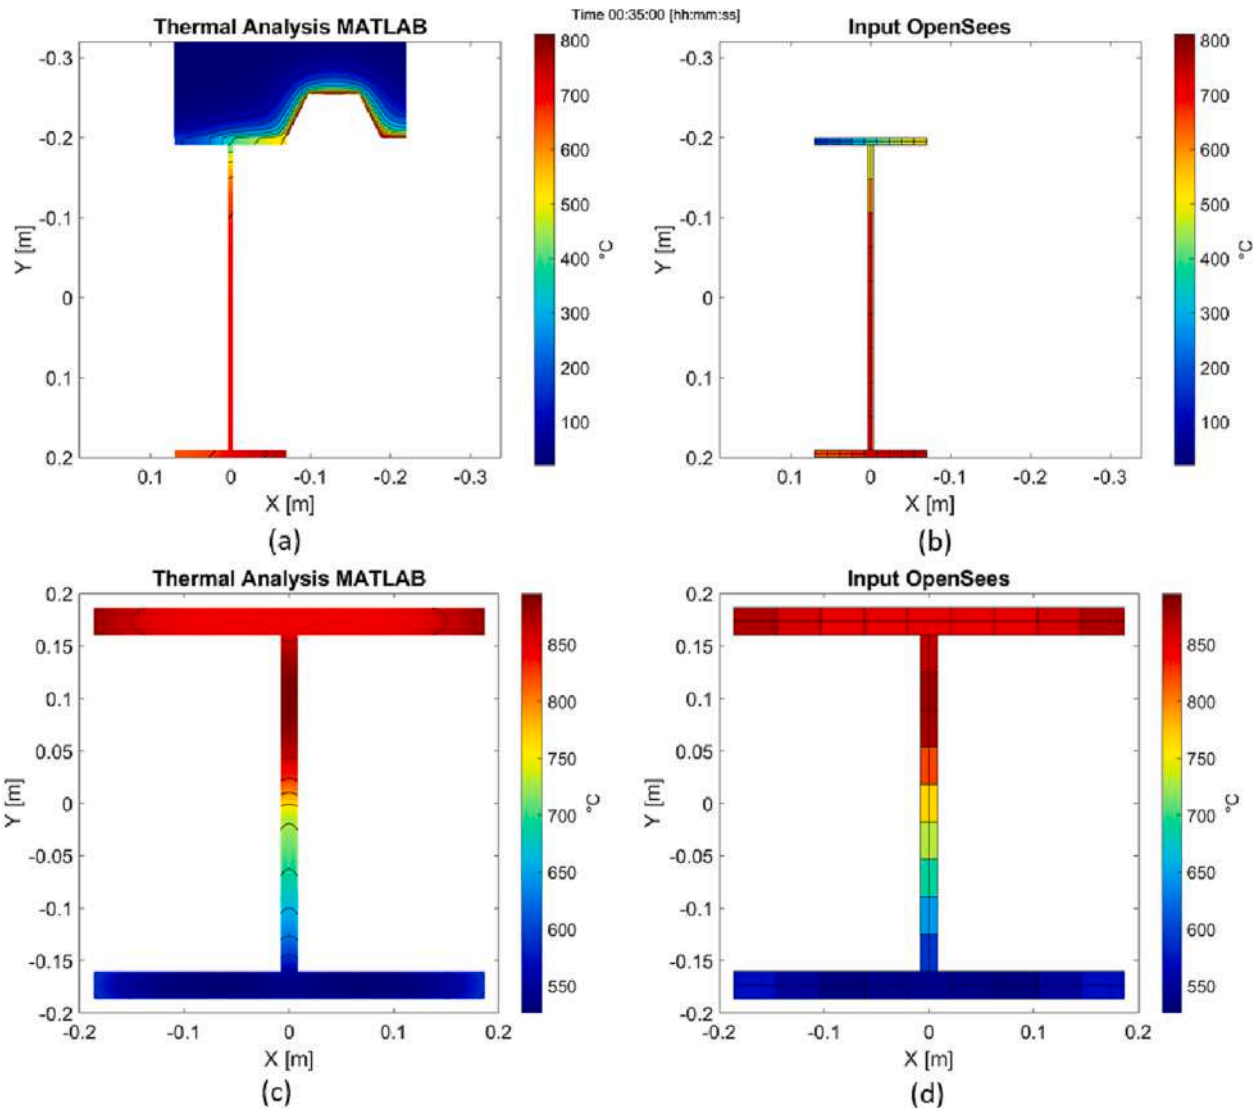 Time 00:35:00 [hh:mm:ss]
Thermal Analysis MATLAB
-0.3
-0.2
-0.1
0
0.1
0.2
Y [m]
0.1 0 -0.1 -0.2 -0.3
X [m]
800
700
600
500
400
300
200
100
°C
(a)
Input OpenSees
-0.3
-0.2
-0.1
0
0.1
0.2
Y [m]
0.1 0 -0.1 -0.2 -0.3
X [m]
800
700
600
500
400
300
200
100
°C
(b)
Thermal Analysis MATLAB
0.2
0.15
0.1
0.05
0
-0.05
-0.1
-0.15
-0.2
Y [m]
-0.2 -0.1 0 0.1 0.2
X [m]
850
800
750
700
650
600
550
°C
(c)
Input OpenSees
0.2
0.15
0.1
0.05
0
-0.05
-0.1
-0.15
-0.2
Y [m]
-0.2 -0.1 0 0.1 0.2
X [m]
850
800
750
700
650
600
550
°C
(d)